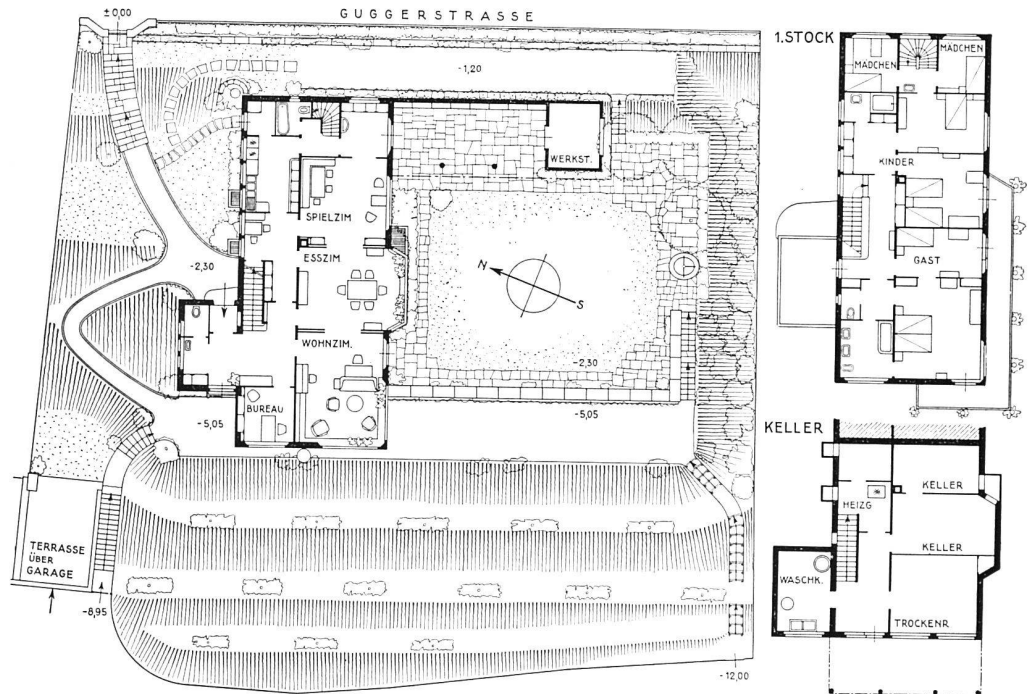 ± 0,00
GUGGERSTRASSE
-1,20
WERKST.
SPIELZIM
ESSZIM
-2,30
N
S
WOHNZIM.
-2,30
BUREAU
-5,05
-5,05
TERRASSE
ÜBER
GARAGE
-8,95
-12,00
1.STOCK
MÄDCHEN
MÄDCHEN
KINDER
GAST
KELLER
KELLER
HEIZG
KELLER
WASCHK.
TROCKENR